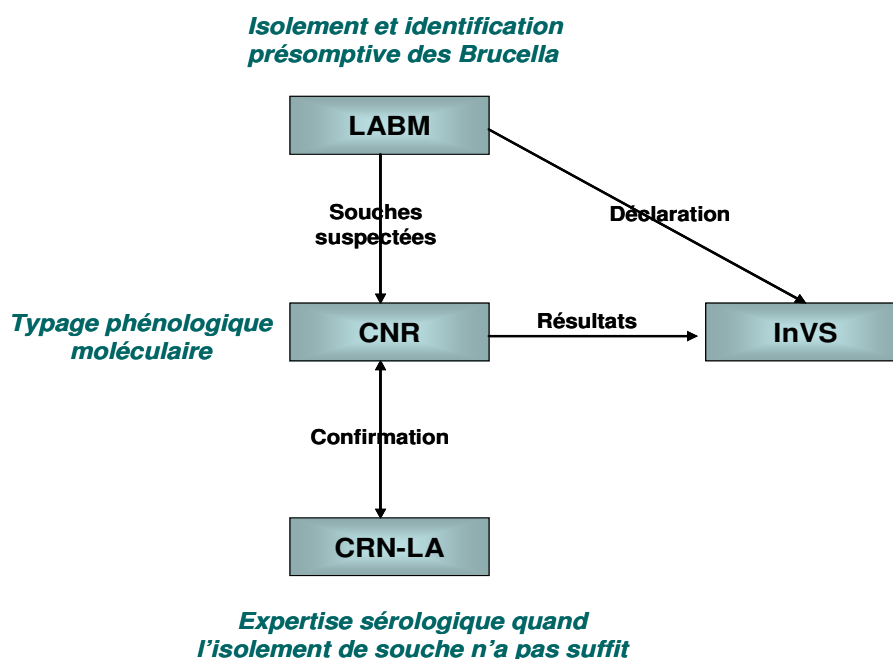 Isolement et identification
présomptive des Brucella
LABM
Souches
suspectées
Déclaration
Typage phénologique
moléculaire
CNR
Résultats
InVS
Confirmation
CRN-LA
Expertise sérologique quand
l'isolement de souche n'a pas suffit